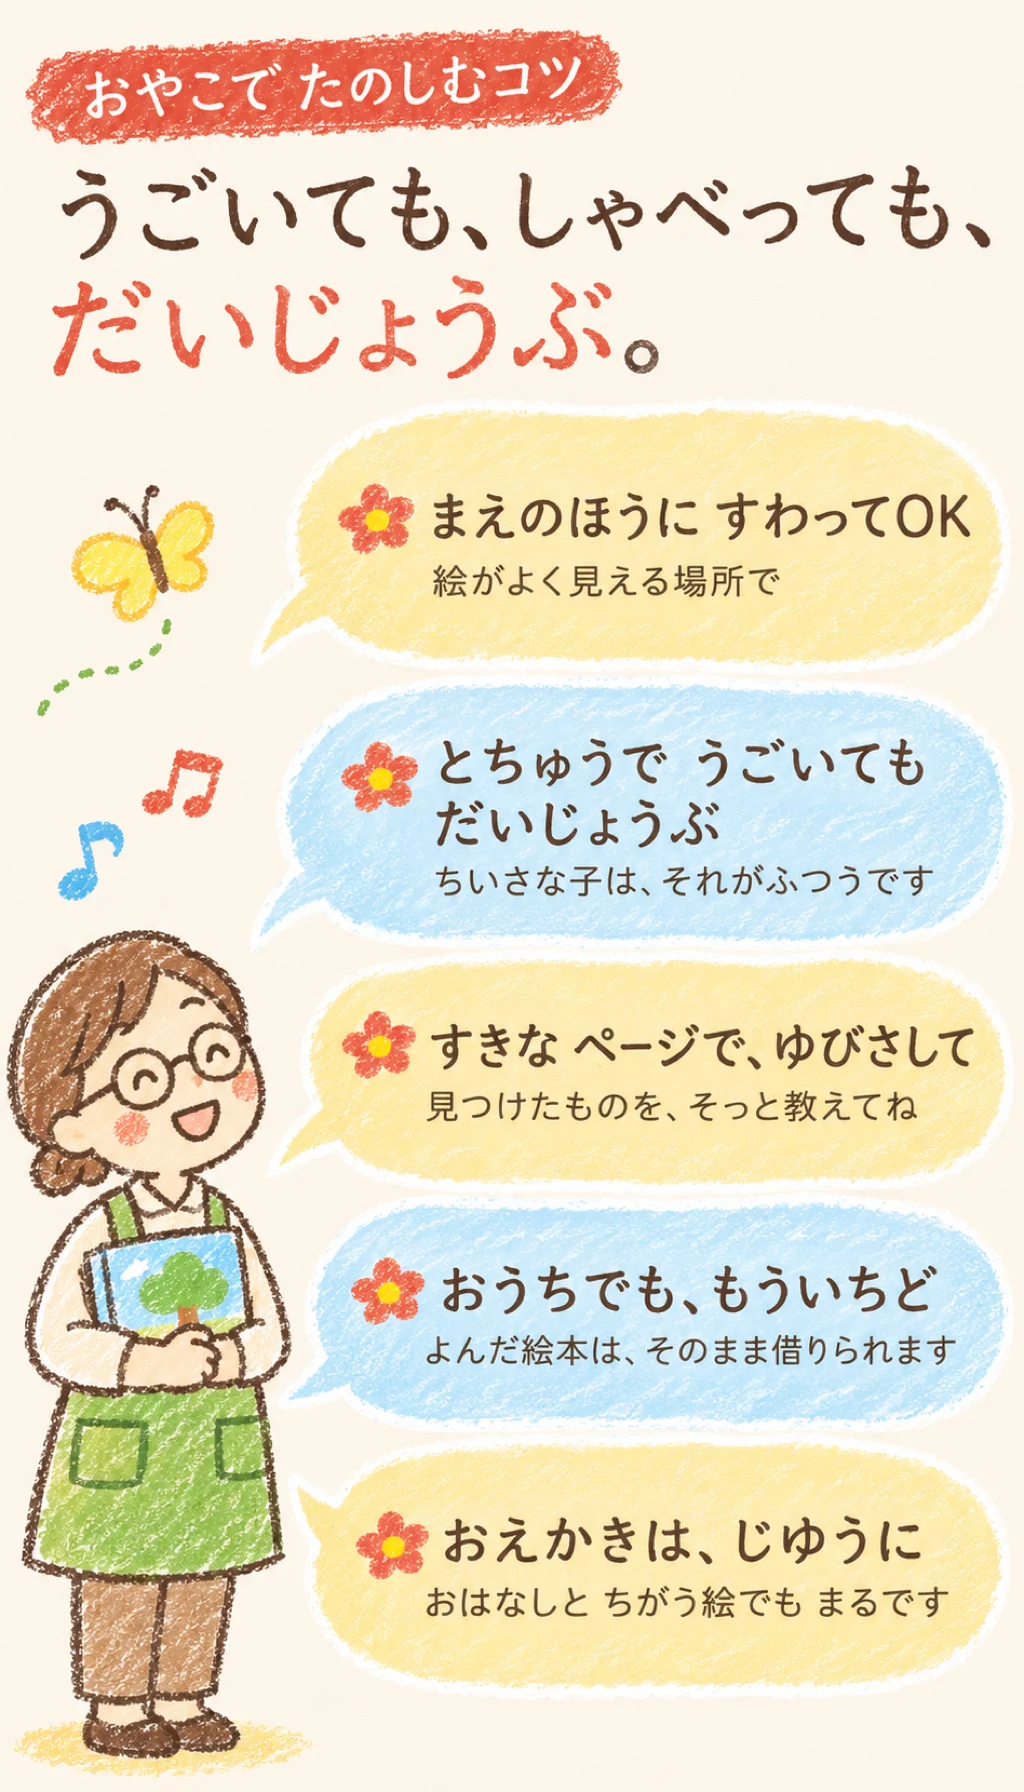 おやこで たのしむコツ
うごいても、しゃべっても、
だいじょうぶ。
まえのほうに すわってOK
絵がよく見える場所で
とちゅうで うごいても
だいじょうぶ
ちいさな子は、それがふつうです
すきな ページで、ゆびさして
見つけたものを、そっと教えてね
おうちでも、もういちど
よんだ絵本は、そのまま借りられます
おえかきは、じゆうに
おはなしと ちがう絵でも まるです